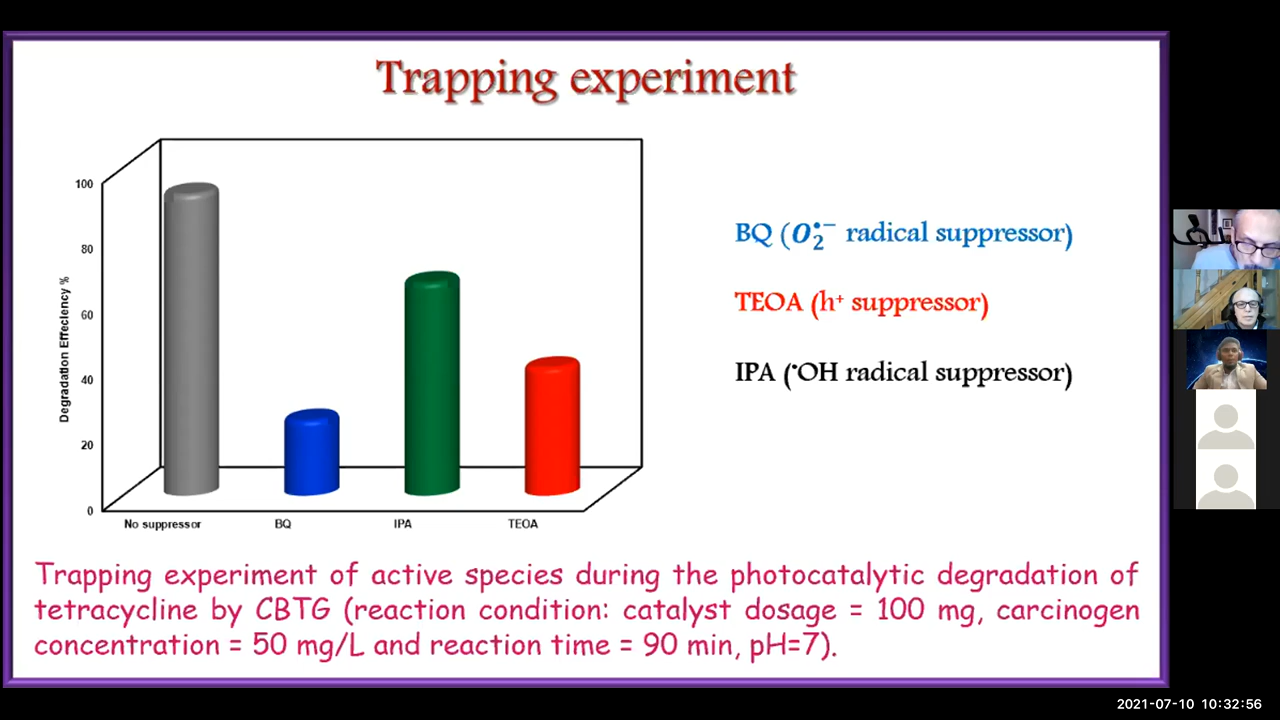 Trapping experiment
100
80
60
40
20
0
Degradation Effeciency %
No suppressor
BQ
IPA
TEOA
BQ (O₂•⁻ radical suppressor)
TEOA (h⁺ suppressor)
IPA (•OH radical suppressor)
Trapping experiment of active species during the photocatalytic degradation of
tetracycline by CBTG (reaction condition: catalyst dosage = 100 mg, carcinogen
concentration = 50 mg/L and reaction time = 90 min, pH=7).
2021-07-10 10:32:56